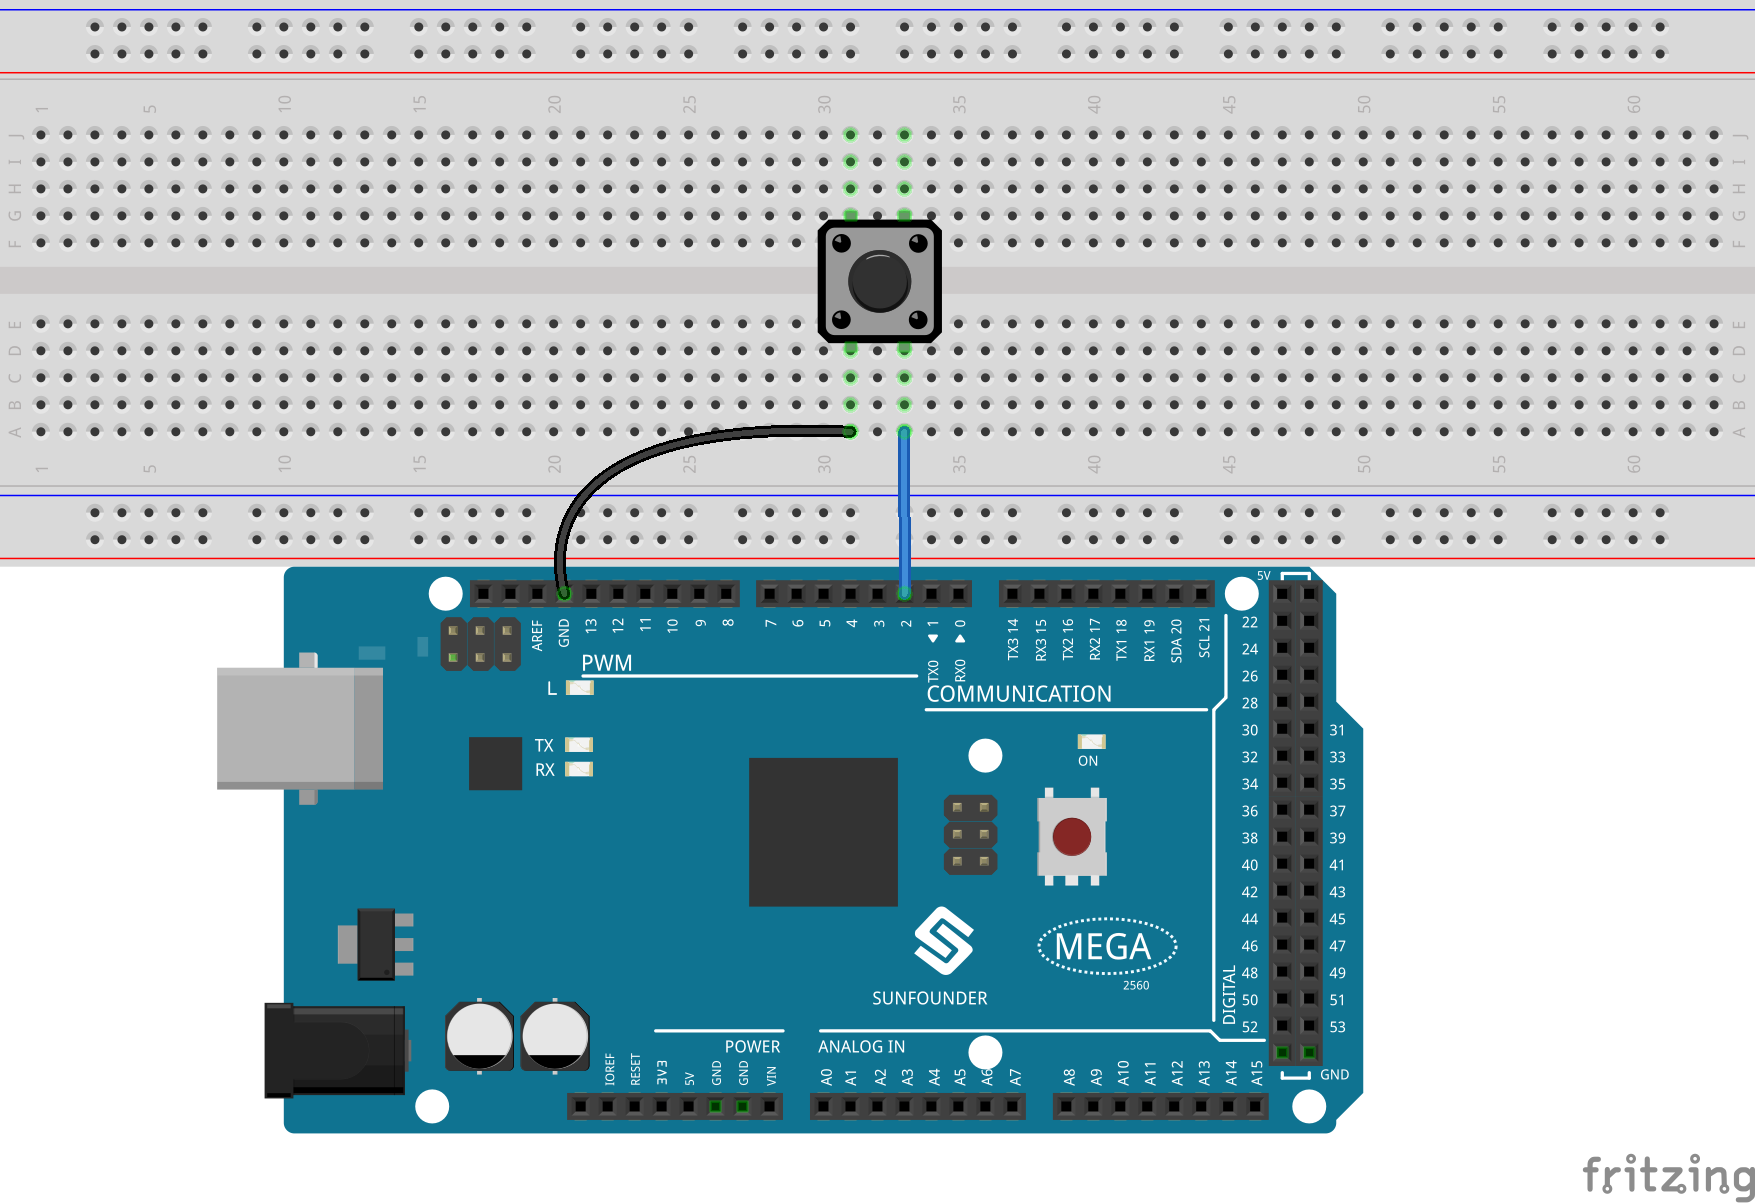 1 5 10 15 20 25 30 35 40 45 50 55 60
J J
I I
H H
G G
F F
E E
D D
C C
B B
A A
1 5 10 15 20 25 30 35 40 45 50 55 60
5V
AREF GND 13 12 11 10 9 8 7 6 5 4 3 2 1 0 TX3 14 RX3 15 TX2 16 RX2 17 TX1 18 RX1 19 SDA 20 SCL 21
TX0 RX0
PWM
COMMUNICATION
L
TX
RX
ON
22
24
26
28
30 31
32 33
34 35
36 37
38 39
40 41
42 43
44 45
46 47
48 49
50 51
52 53
DIGITAL
GND
MEGA
2560
SUNFOUNDER
POWER
ANALOG IN
IOREF RESET 3V3 5V GND GND VIN A0 A1 A2 A3 A4 A5 A6 A7 A8 A9 A10 A11 A12 A13 A14 A15
fritzing